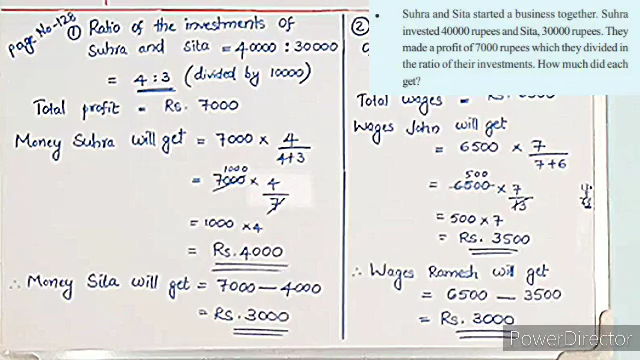 Page No-128
① Ratio of the investments of
Suhra and Sita = 40000 : 30000
= 4 : 3 (divided by 10000)
Total profit = Rs. 7000
Money Suhra will get = 7000 × 4/4+3
1000
= 7000 × 4/7
= 1000 × 4
= Rs. 4000
∴ Money Sita will get = 7000 — 4000
= Rs. 3000
②
Total wages =
Wages John will get
= 6500 × 7/7+6
500
= 6500 × 7/13
= 500 × 7
= Rs. 3500
∴ Wages Ramesh will get
= 6500 — 3500
= Rs. 3000
• Suhra and Sita started a business together. Suhra
invested 40000 rupees and Sita, 30000 rupees. They
made a profit of 7000 rupees which they divided in
the ratio of their investments. How much did each
get?
PowerDirector